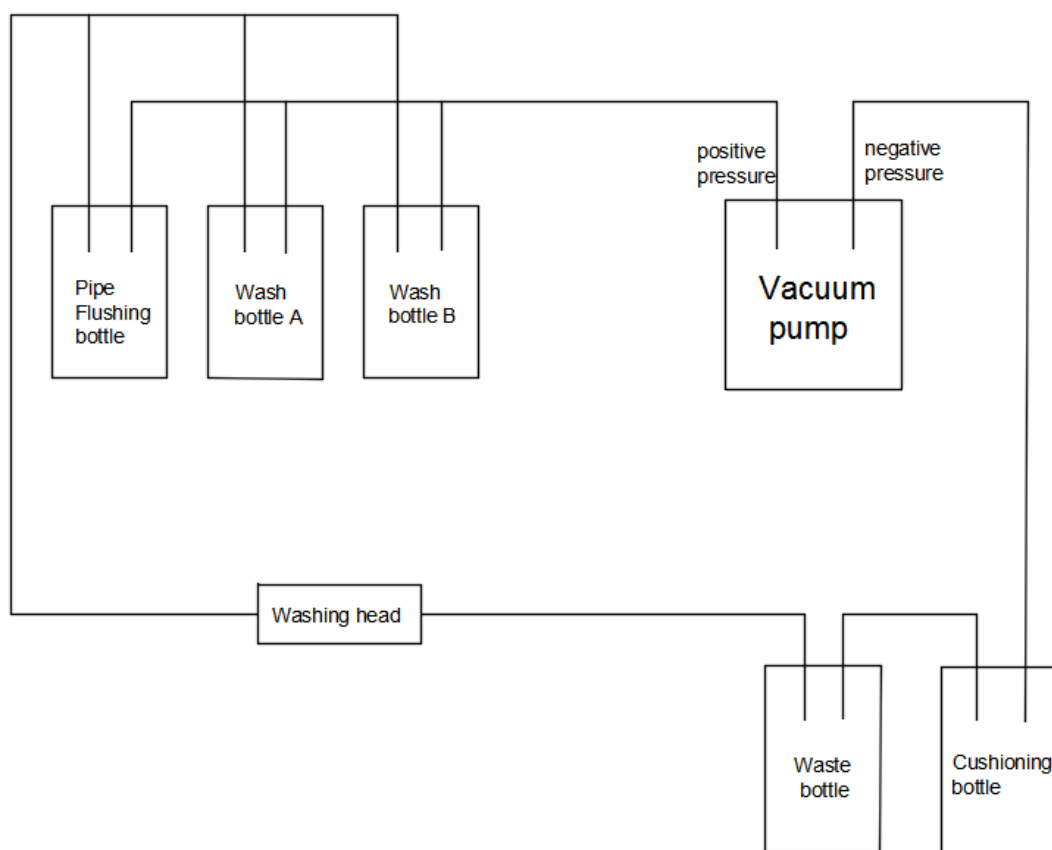 positive
pressure
negative
pressure
Pipe
Flushing
bottle
Wash
bottle A
Wash
bottle B
Vacuum
pump
Washing head
Waste
bottle
Cushioning
bottle